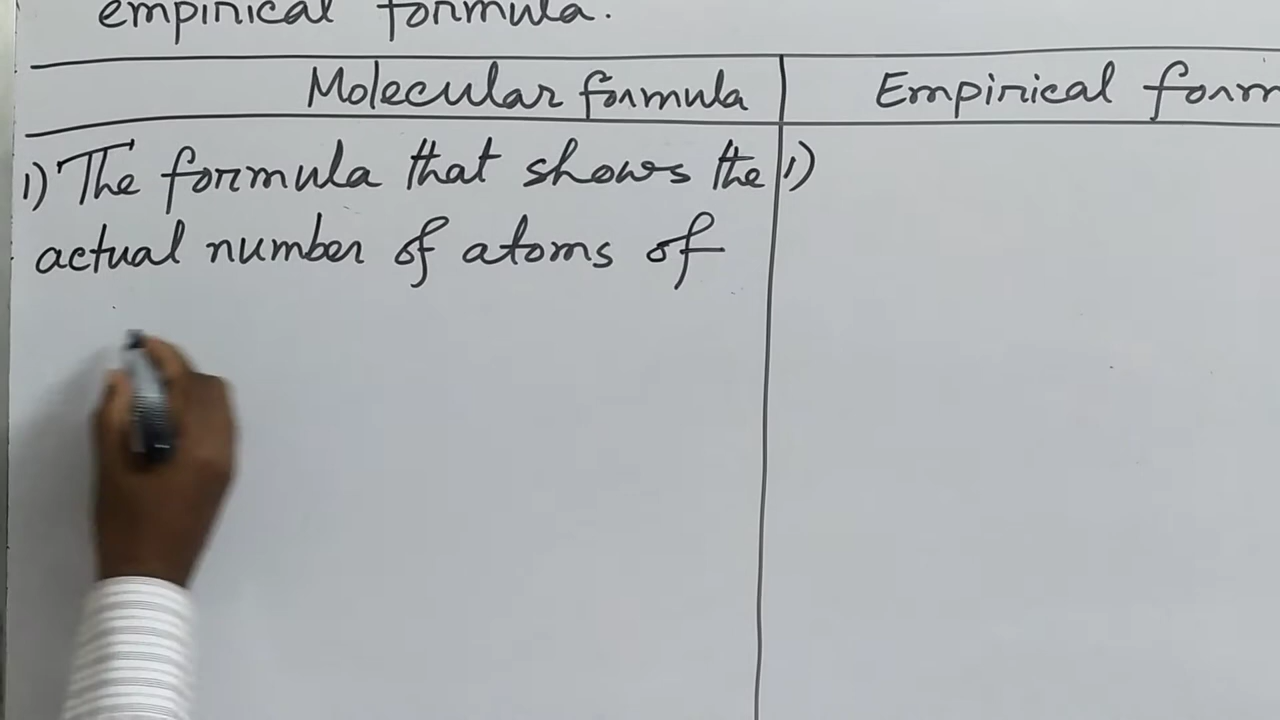 empirical formula.
Molecular formula Empirical form
1) The formula that shows the 1)
actual number of atoms of